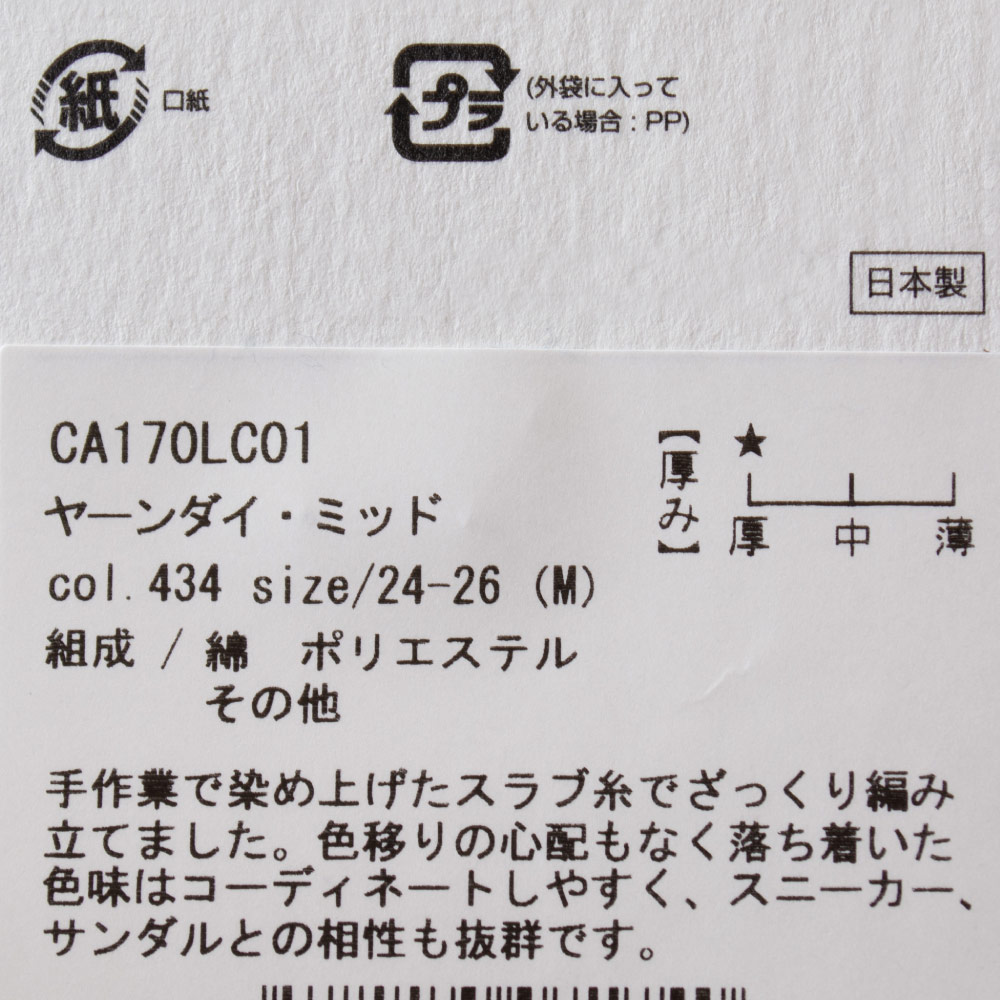 紙 口紙
プラ (外袋に入って
いる場合:PP)
日本製
CA170LC01
ヤーンダイ・ミッド
col.434 size/24-26 (M)
組成 / 綿 ポリエステル
その他
【厚み】
★
厚 中 薄
手作業で染め上げたスラブ糸でざっくり編み
立てました。色移りの心配もなく落ち着いた
色味はコーディネートしやすく、スニーカー、
サンダルとの相性も抜群です。